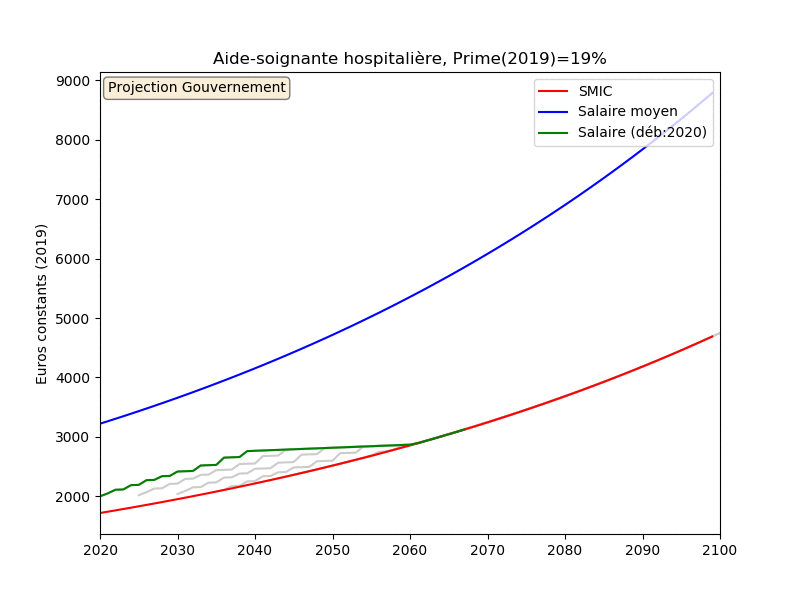 Aide-soignante hospitalière, Prime(2019)=19%
Projection Gouvernement
SMIC
Salaire moyen
Salaire (déb:2020)
Euros constants (2019)
9000
8000
7000
6000
5000
4000
3000
2000
2020 2030 2040 2050 2060 2070 2080 2090 2100